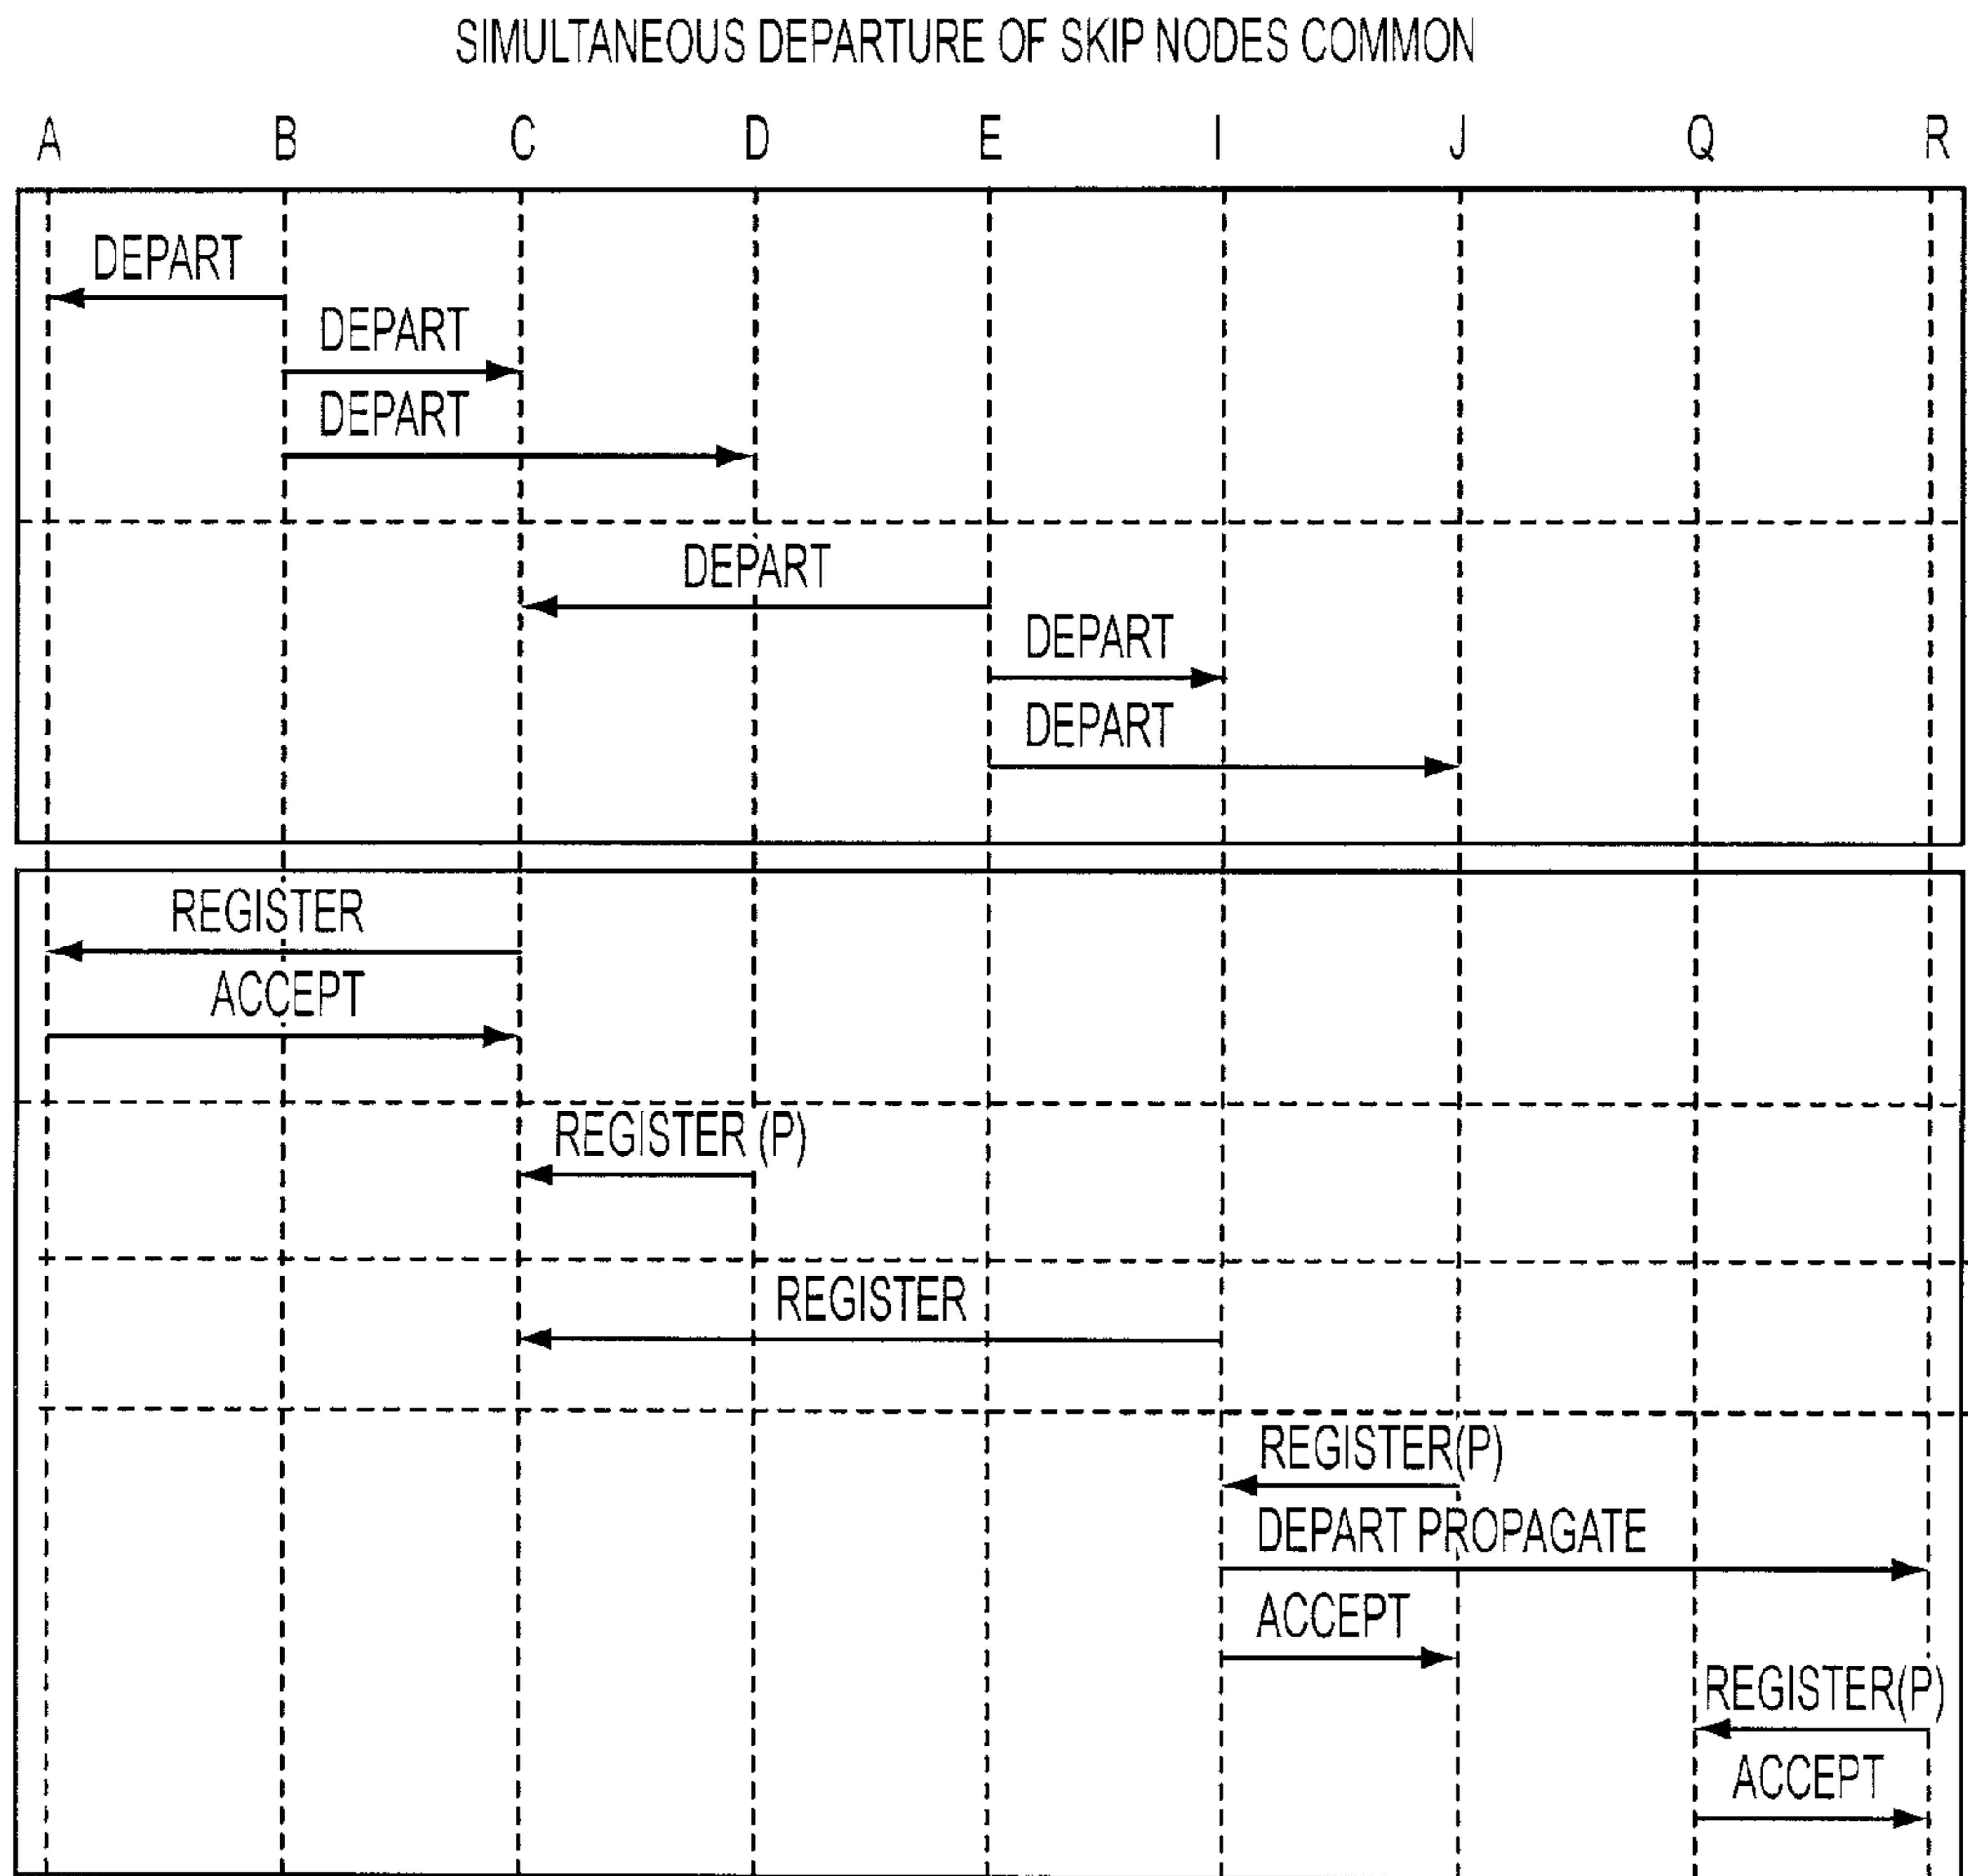 SIMULTANEOUS DEPARTURE OF SKIP NODES COMMON
A B C D E I J Q R
DEPART
DEPART
DEPART
DEPART
DEPART
DEPART
REGISTER
ACCEPT
REGISTER (P)
REGISTER
REGISTER(P)
DEPART PROPAGATE
ACCEPT
REGISTER(P)
ACCEPT